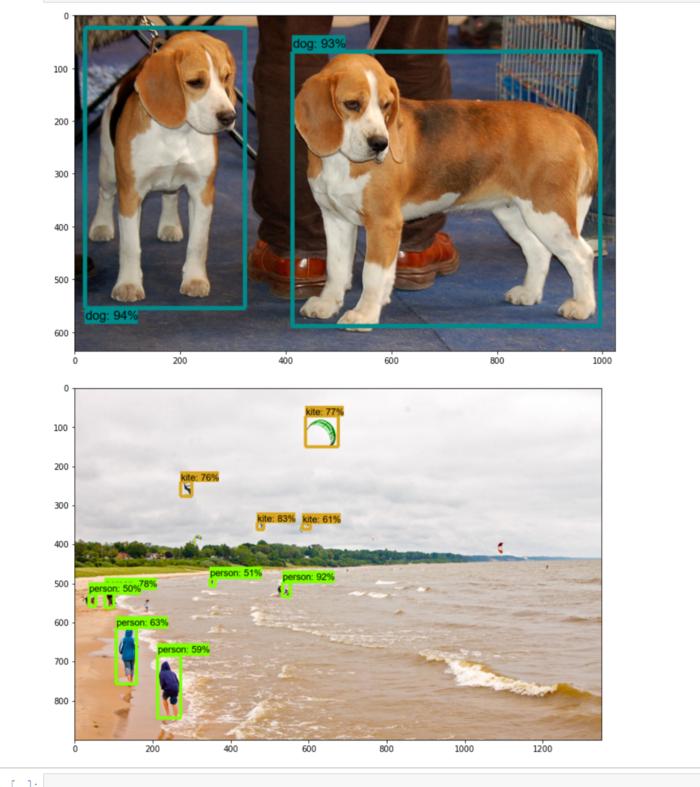 0
dog: 93%
100
200
300
400
500
dog: 94%
600
0 200 400 600 800 1000
0
kite: 77%
100
200
kite: 76%
300
kite: 83% kite: 61%
400
person: 51%
500
78% person: 92%
person: 50%
600
person: 63%
700
person: 59%
800
0 200 400 600 800 1000 1200
[ ]: